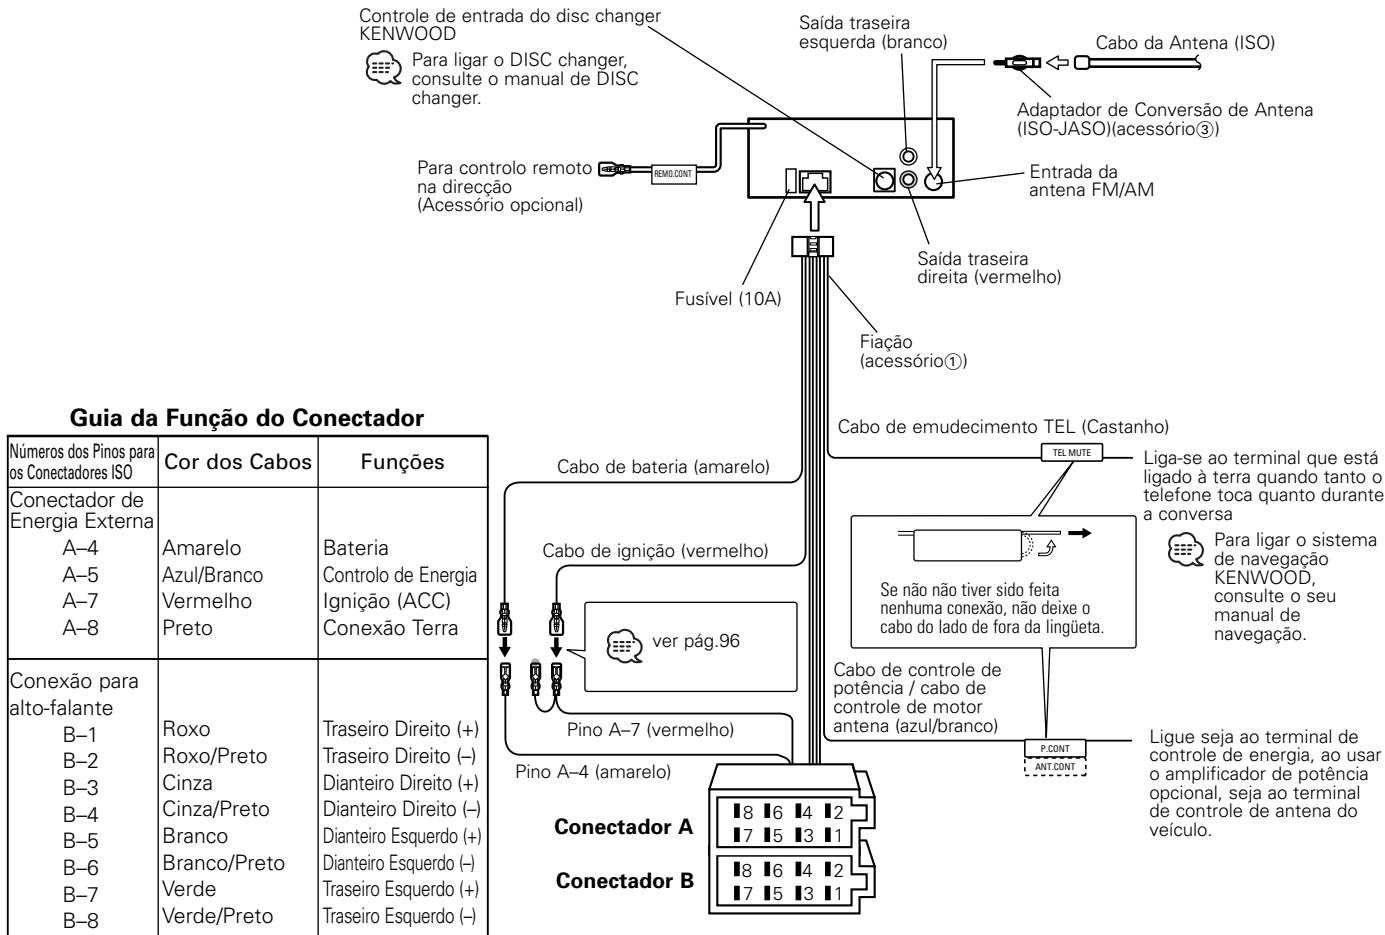 Controle de entrada do disc changer
KENWOOD
Para ligar o DISC changer,
consulte o manual de DISC
changer.
Saída traseira
esquerda (branco)
Cabo da Antena (ISO)
Adaptador de Conversão de Antena
(ISO-JASO)(acessório③)
Para controlo remoto
na direcção
(Acessório opcional)
REMO.CONT
Entrada da
antena FM/AM
Saída traseira
direita (vermelho)
Fusível (10A)
Fiação
(acessório①)
Guia da Função do Conectador
Números dos Pinos para
os Conectadores ISO
Cor dos Cabos
Funções
Conectador de
Energia Externa
A–4 Amarelo Bateria
A–5 Azul/Branco Controlo de Energia
A–7 Vermelho Ignição (ACC)
A–8 Preto Conexão Terra
Conexão para
alto-falante
B–1 Roxo Traseiro Direito (+)
B–2 Roxo/Preto Traseiro Direito (–)
B–3 Cinza Dianteiro Direito (+)
B–4 Cinza/Preto Dianteiro Direito (–)
B–5 Branco Dianteiro Esquerdo (+)
B–6 Branco/Preto Dianteiro Esquerdo (–)
B–7 Verde Traseiro Esquerdo (+)
B–8 Verde/Preto Traseiro Esquerdo (–)
Cabo de bateria (amarelo)
Cabo de ignição (vermelho)
ver pág.96
Pino A–7 (vermelho)
Pino A–4 (amarelo)
Cabo de emudecimento TEL (Castanho)
TEL MUTE
Liga-se ao terminal que está
ligado à terra quando tanto o
telefone toca quanto durante
a conversa
Para ligar o sistema
de navegação
KENWOOD,
consulte o seu
manual de
navegação.
Se não não tiver sido feita
nenhuma conexão, não deixe o
cabo do lado de fora da lingüeta.
Cabo de controle de
potência / cabo de
controle de motor
antena (azul/branco)
P.CONT
ANT.CONT
Ligue seja ao terminal de
controle de energia, ao usar
o amplificador de potência
opcional, seja ao terminal
de controle de antena do
veículo.
Conectador A
8 6 4 2
7 5 3 1
Conectador B
8 6 4 2
7 5 3 1